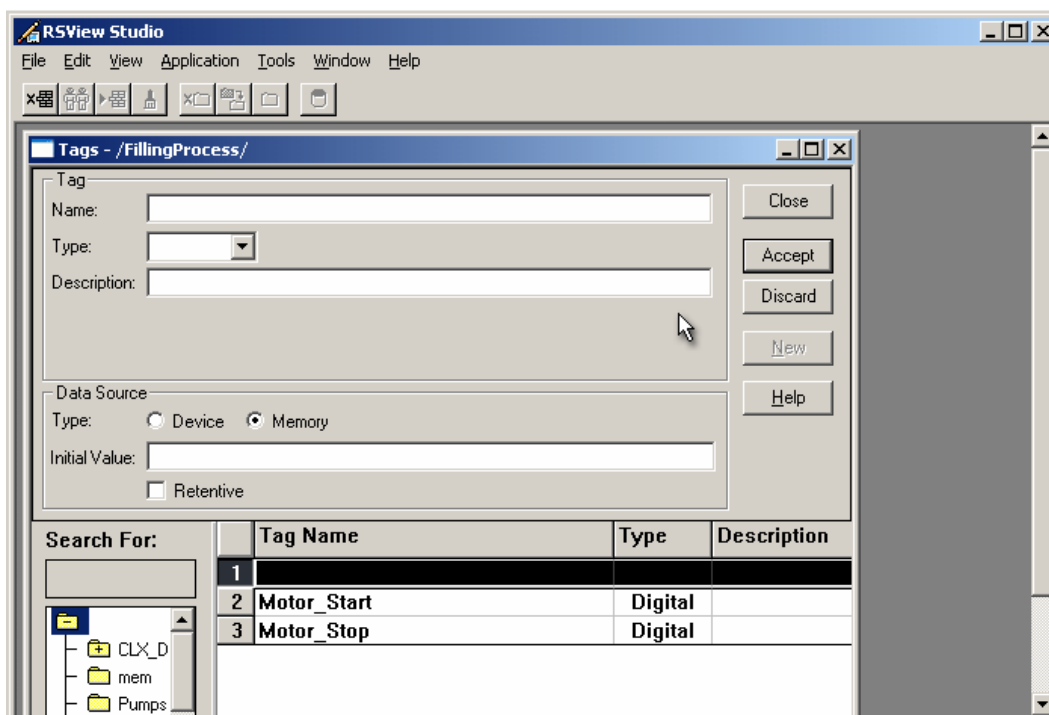 RSView Studio
File Edit View Application Tools Window Help
Tags - /FillingProcess/
Tag
Name:
Close
Type:
Accept
Description:
Discard
New
Data Source
Help
Type: Device Memory
Initial Value:
Retentive
Search For:
Tag Name Type Description
1
2 Motor_Start Digital
3 Motor_Stop Digital
CLX_D
mem
Pumps